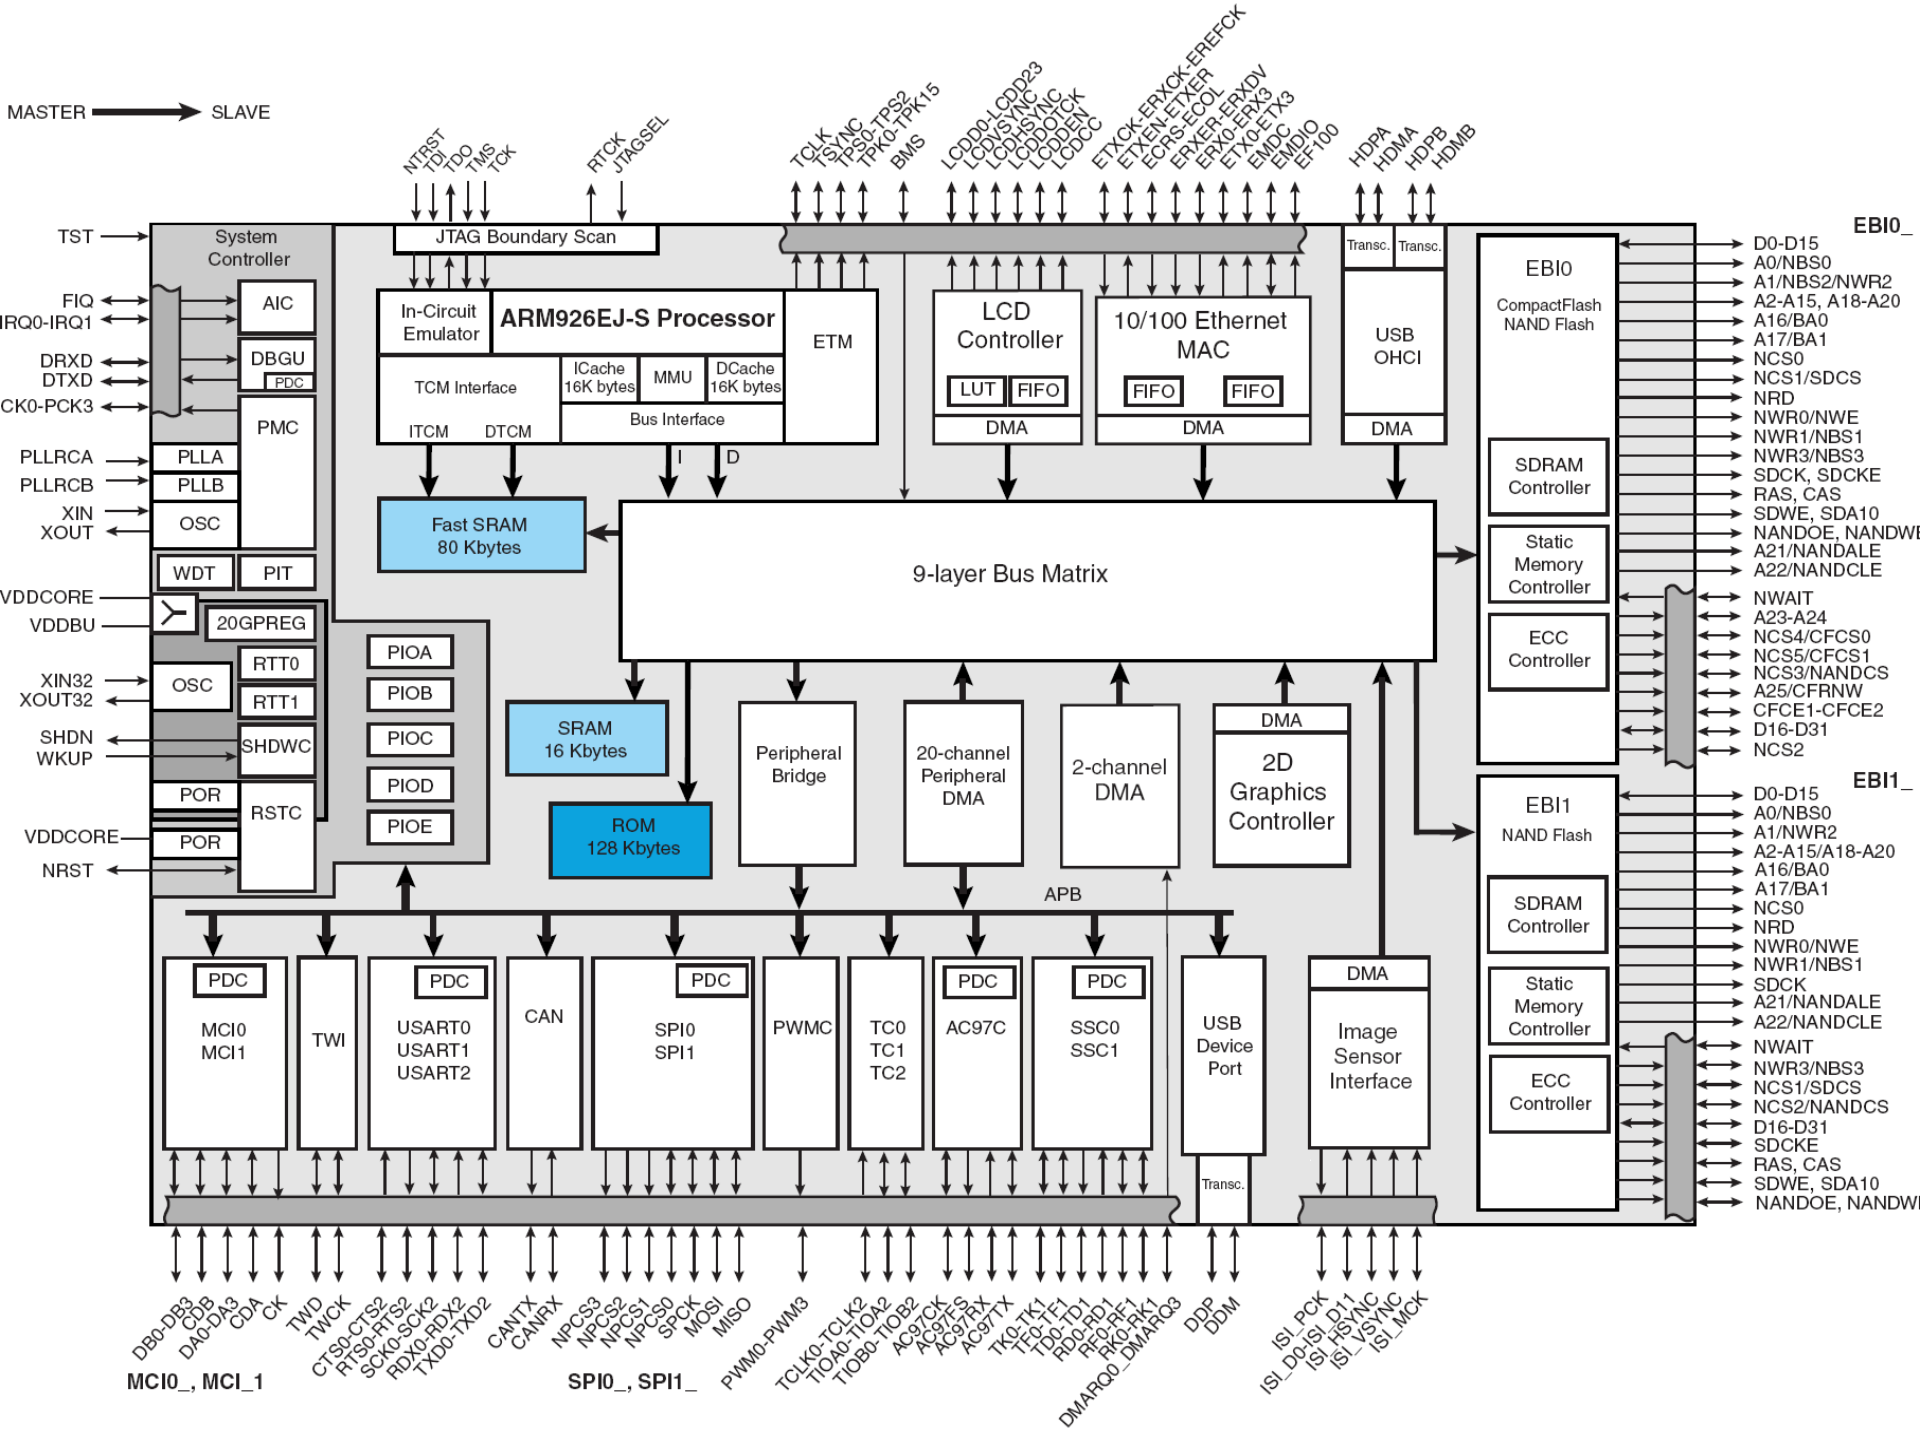 MASTER
SLAVE
NTRST
TDI
TDO
TMS
TCK
RTCK
JTAGSEL
TCLK
TSYNC
TPS0-TPS2
TPK0-TPK15
BMS
LCDD0-LCDD23
LCDVSYNC
LCDHSYNC
LCDDOTCK
LCDDEN
LCDCC
ETXCK-ERXCK-EREFCK
ETXEN-ETXER
ECRS-ECOL
ERXER-ERXDV
ERX0-ERX3
ETX0-ETX3
EMDC
EMDIO
EF100
HDPA
HDMA
HDPB
HDMB
TST
FIQ
IRQ0-IRQ1
DRXD
DTXD
CK0-PCK3
PLLRCA
PLLRCB
XIN
XOUT
VDDCORE
VDDBU
XIN32
XOUT32
SHDN
WKUP
VDDCORE
NRST
System
Controller
AIC
DBGU
PDC
PMC
PLLA
PLLB
OSC
WDT
PIT
20GPREG
RTT0
OSC
RTT1
SHDWC
POR
RSTC
POR
PIOA
PIOB
PIOC
PIOD
PIOE
JTAG Boundary Scan
In-Circuit
Emulator
ARM926EJ-S Processor
ETM
TCM Interface
ICache
16K bytes
MMU
DCache
16K bytes
Bus Interface
ITCM
DTCM
I
D
LCD
Controller
LUT
FIFO
DMA
10/100 Ethernet
MAC
FIFO
FIFO
DMA
Transc.
Transc.
USB
OHCI
DMA
Fast SRAM
80 Kbytes
9-layer Bus Matrix
SRAM
16 Kbytes
ROM
128 Kbytes
Peripheral
Bridge
20-channel
Peripheral
DMA
2-channel
DMA
DMA
2D
Graphics
Controller
APB
EBI0
CompactFlash
NAND Flash
SDRAM
Controller
Static
Memory
Controller
ECC
Controller
EBI1
NAND Flash
SDRAM
Controller
Static
Memory
Controller
ECC
Controller
EBI0_
D0-D15
A0/NBS0
A1/NBS2/NWR2
A2-A15, A18-A20
A16/BA0
A17/BA1
NCS0
NCS1/SDCS
NRD
NWR0/NWE
NWR1/NBS1
NWR3/NBS3
SDCK, SDCKE
RAS, CAS
SDWE, SDA10
NANDOE, NANDWE
A21/NANDALE
A22/NANDCLE
NWAIT
A23-A24
NCS4/CFCS0
NCS5/CFCS1
NCS3/NANDCS
A25/CFRNW
CFCE1-CFCE2
D16-D31
NCS2
EBI1_
D0-D15
A0/NBS0
A1/NWR2
A2-A15/A18-A20
A16/BA0
A17/BA1
NCS0
NRD
NWR0/NWE
NWR1/NBS1
SDCK
A21/NANDALE
A22/NANDCLE
NWAIT
NWR3/NBS3
NCS1/SDCS
NCS2/NANDCS
D16-D31
SDCKE
RAS, CAS
SDWE, SDA10
NANDOE, NANDW
PDC
MCI0
MCI1
TWI
PDC
USART0
USART1
USART2
CAN
PDC
SPI0
SPI1
PWMC
TC0
TC1
TC2
PDC
AC97C
PDC
SSC0
SSC1
USB
Device
Port
Transc.
DMA
Image
Sensor
Interface
DB0-DB3
CDB
DA0-DA3
CDA
CK
TWD
TWCK
CTS0-CTS2
RTS0-RTS2
SCK0-SCK2
RDX0-RDX2
TXD0-TXD2
CANTX
CANRX
NPCS3
NPCS2
NPCS1
NPCS0
SPCK
MOSI
MISO
PWM0-PWM3
TCLK0-TCLK2
TIOA0-TIOA2
TIOB0-TIOB2
AC97CK
AC97FS
AC97RX
AC97TX
TK0-TK1
TF0-TF1
TD0-TD1
RD0-RD1
RF0-RF1
RK0-RK1
DMARQ0_DMARQ3
DDP
DDM
ISI_PCK
ISI_D0-ISI_D11
ISI_HSYNC
ISI_VSYNC
ISI_MCK
MCI0_, MCI_1
SPI0_, SPI1_